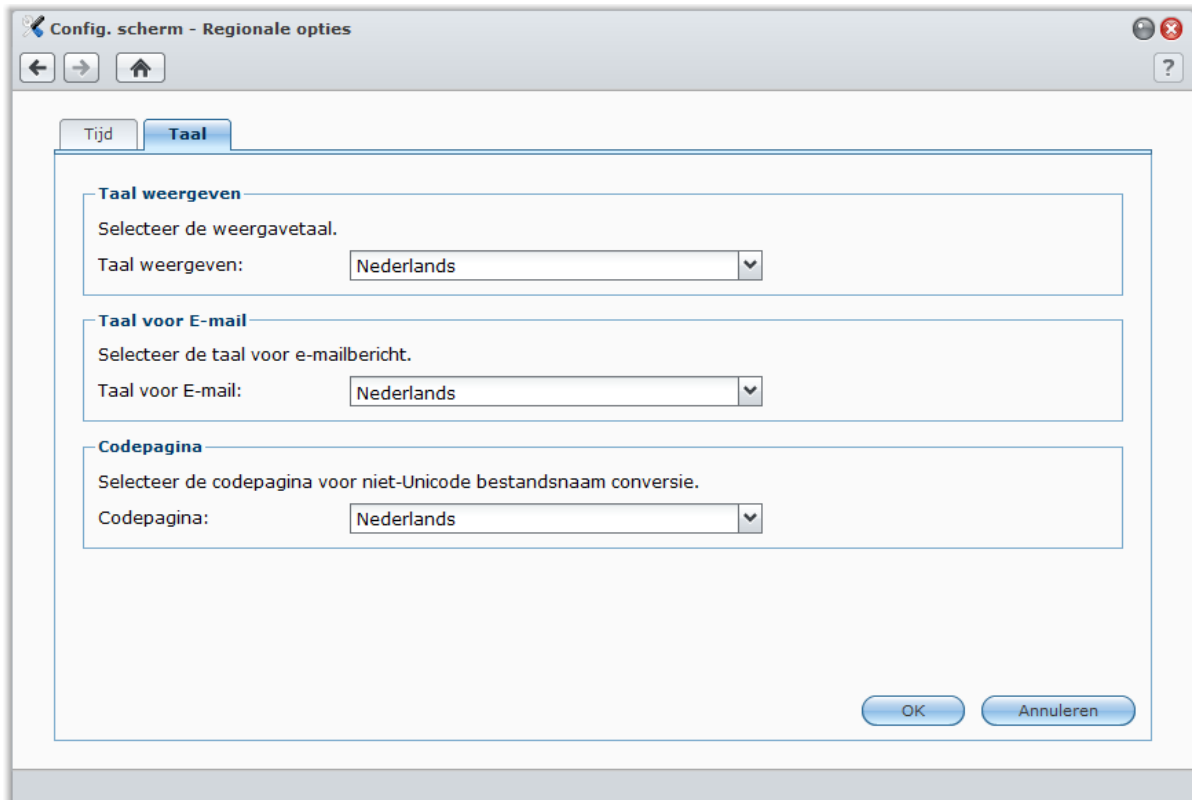 Config. scherm - Regionale opties
?
Tijd
Taal
Taal weergeven
Selecteer de weergavetaal.
Taal weergeven: Nederlands
Taal voor E-mail
Selecteer de taal voor e-mailbericht.
Taal voor E-mail: Nederlands
Codepagina
Selecteer de codepagina voor niet-Unicode bestandsnaam conversie.
Codepagina: Nederlands
OK
Annuleren